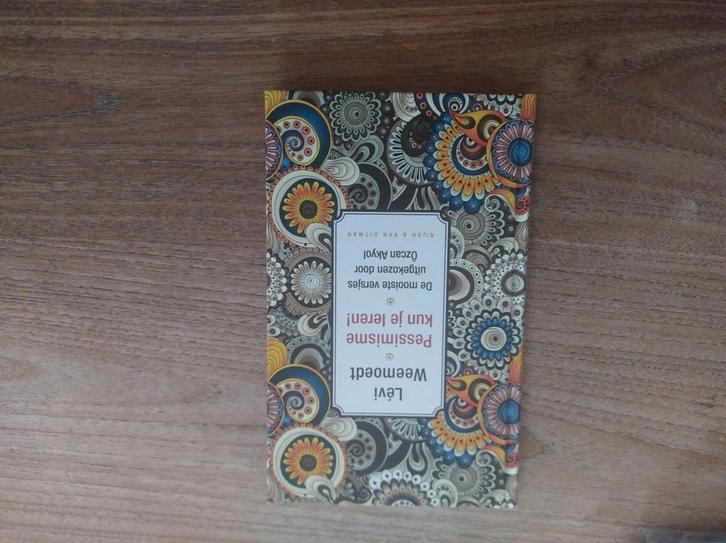 Lévi
Weemoedt
Pessimisme
kun je leren!
De mooiste versjes
uitgekozen door
Özcan Akyol
NIJGH & VAN DITMAR